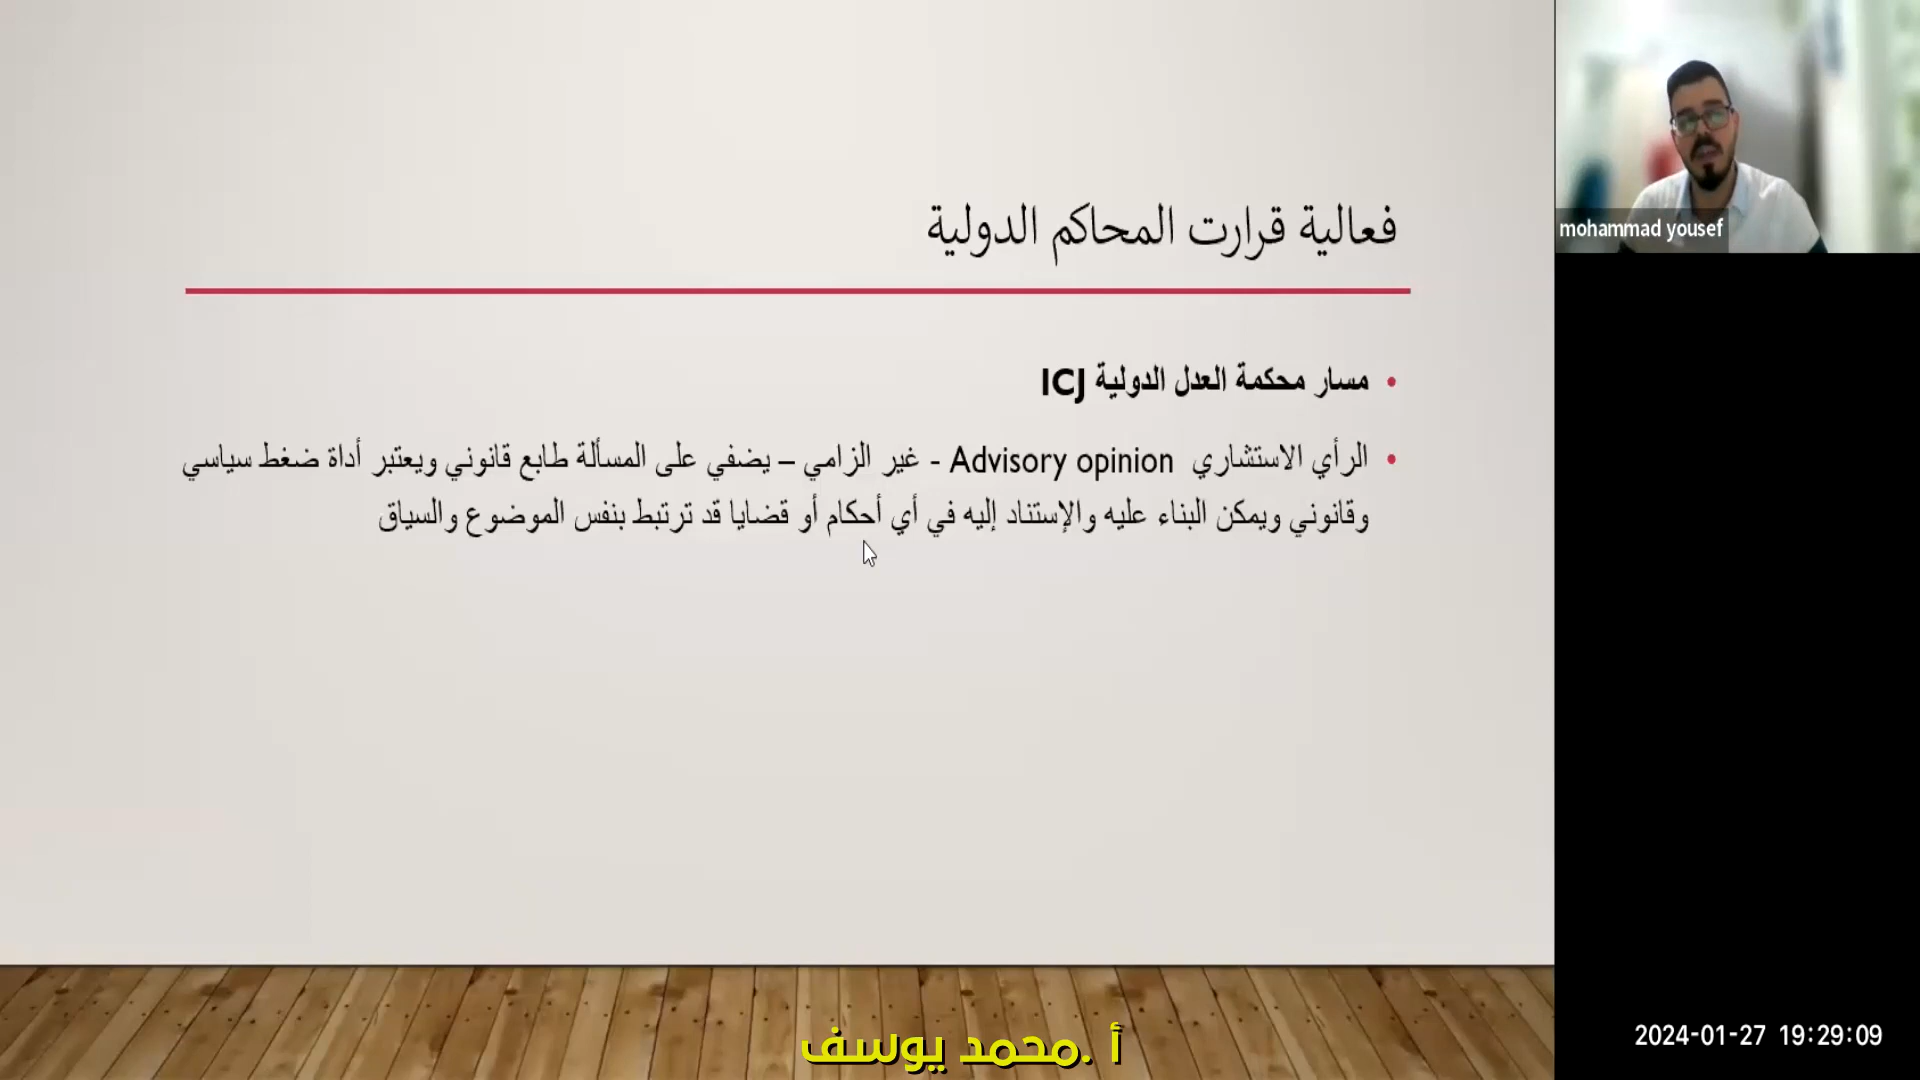 فعالية قرارت المحاكم الدولية
• مسار محكمة العدل الدولية ICJ
• الرأي الاستشاري Advisory opinion - غير الزامي – يضفي على المسألة طابع قانوني ويعتبر أداة ضغط سياسي
وقانوني ويمكن البناء عليه والإستناد إليه في أي أحكام أو قضايا قد ترتبط بنفس الموضوع والسياق
mohammad yousef
أ .محمد يوسف
2024-01-27 19:29:09